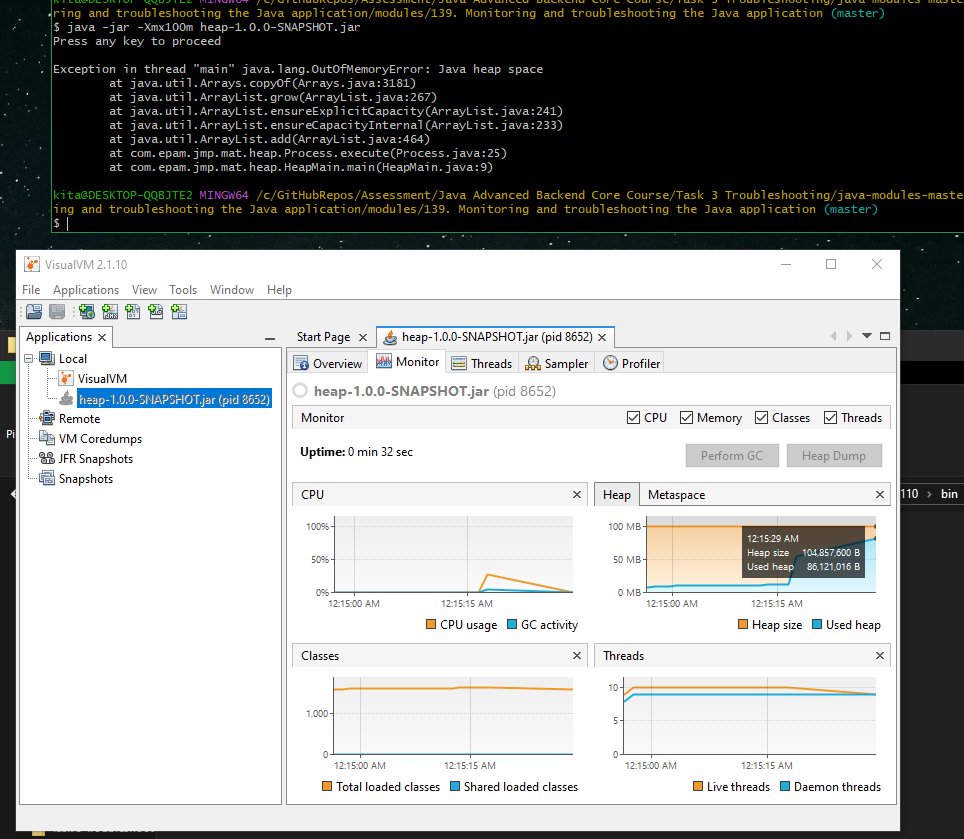 kita@DESKTOP-QQBJTE2 MINGW64 /c/GitHubRepos/Assessment/Java Advanced Backend Core Course/Task 3 Troubleshooting/java-modules-maste
ring and troubleshooting the Java application/modules/139. Monitoring and troubleshooting the Java application (master)
$ java -jar -Xmx100m heap-1.0.0-SNAPSHOT.jar
Press any key to proceed
Exception in thread "main" java.lang.OutOfMemoryError: Java heap space
at java.util.Arrays.copyOf(Arrays.java:3181)
at java.util.ArrayList.grow(ArrayList.java:267)
at java.util.ArrayList.ensureExplicitCapacity(ArrayList.java:241)
at java.util.ArrayList.ensureCapacityInternal(ArrayList.java:233)
at java.util.ArrayList.add(ArrayList.java:464)
at com.epam.jmp.mat.heap.Process.execute(Process.java:25)
at com.epam.jmp.mat.heap.HeapMain.main(HeapMain.java:9)
kita@DESKTOP-QQBJTE2 MINGW64 /c/GitHubRepos/Assessment/Java Advanced Backend Core Course/Task 3 Troubleshooting/java-modules-maste
ing and troubleshooting the Java application/modules/139. Monitoring and troubleshooting the Java application (master)
$
VisualVM 2.1.10
File Applications View Tools Window Help
Applications
Local
VisualVM
heap-1.0.0-SNAPSHOT.jar (pid 8652)
Remote
VM Coredumps
JFR Snapshots
Snapshots
Start Page heap-1.0.0-SNAPSHOT.jar (pid 8652)
Overview Monitor Threads Sampler Profiler
heap-1.0.0-SNAPSHOT.jar (pid 8652)
Monitor CPU Memory Classes Threads
Uptime: 0 min 32 sec
Perform GC Heap Dump
CPU
100%
50%
0%
12:15:00 AM 12:15:15 AM
CPU usage GC activity
Heap Metaspace
100 MB
50 MB
0 MB
12:15:29 AM
Heap size 104,857,600 B
Used heap 86,121,016 B
12:15:00 AM 12:15:15 AM
Heap size Used heap
Classes
1,000
0
12:15:00 AM 12:15:15 AM
Total loaded classes Shared loaded classes
Threads
10
5
0
12:15:00 AM 12:15:15 AM
Live threads Daemon threads
Pi
110 › bin